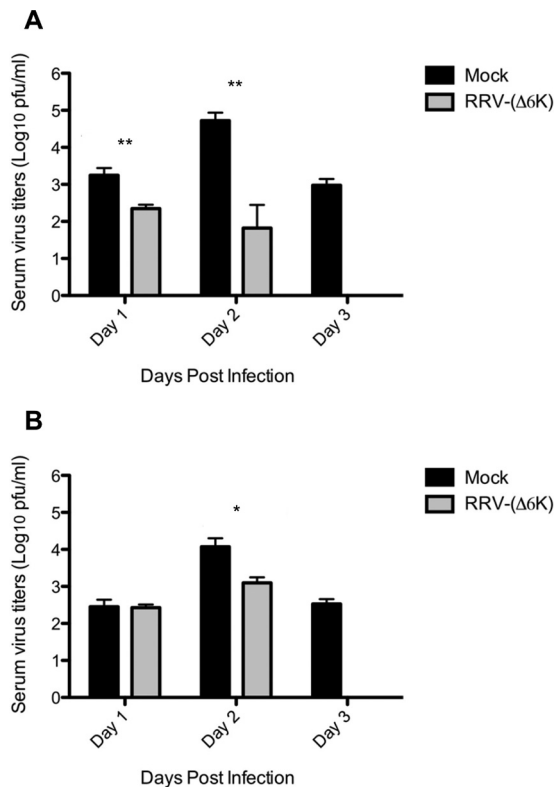 A
Mock
RRV-(Δ6K)
Serum virus titers (Log10 pfu/ml)
6
5
4
3
2
1
0
**
**
Day 1
Day 2
Day 3
Days Post Infection
B
Mock
RRV-(Δ6K)
Serum virus titers (Log10 pfu/ml)
6
5
4
3
2
1
0
*
Day 1
Day 2
Day 3
Days Post Infection